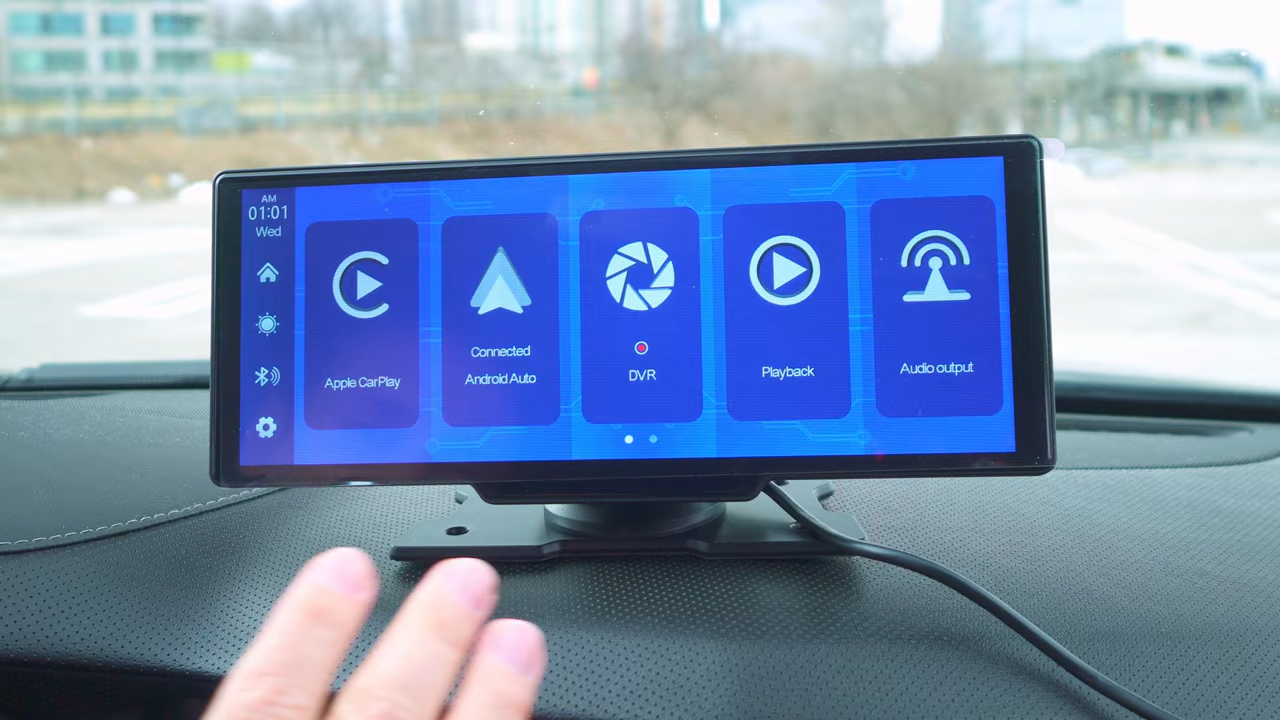 AM
01:01
Wed
Apple CarPlay
Connected
Android Auto
DVR
Playback
Audio output